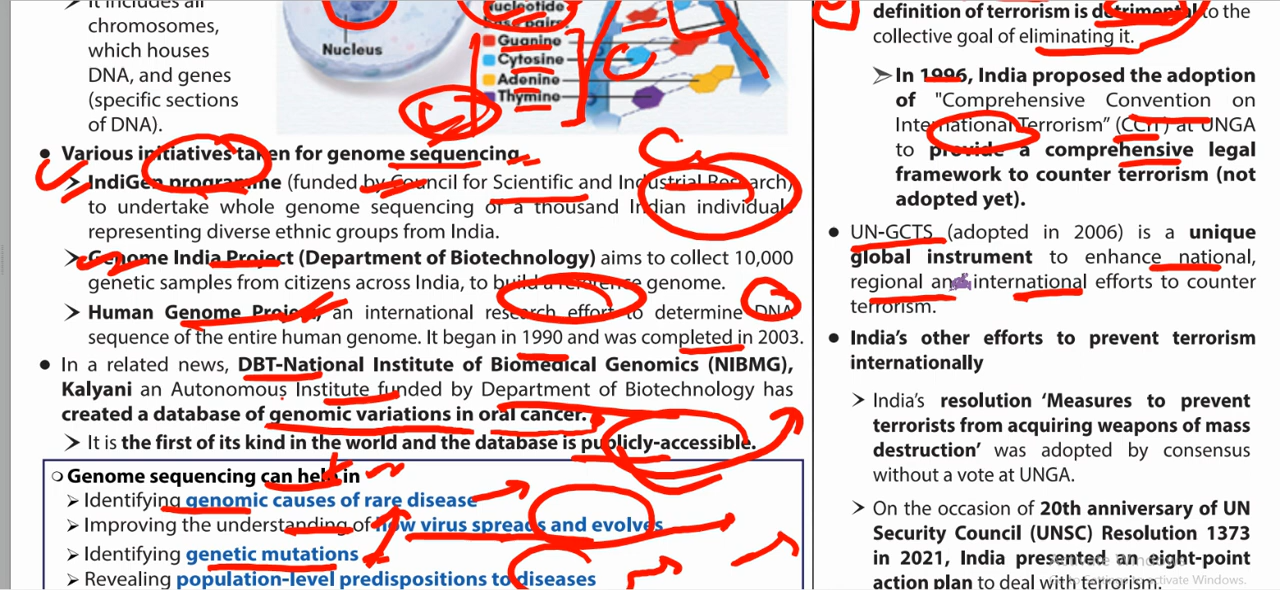 It includes all
chromosomes,
which houses
DNA, and genes
(specific sections
of DNA).
Nucleus
Nucleotide
base pairs
Guanine
Cytosine
Adenine
Thymine
● Various initiatives taken for genome sequencing
➤ IndiGen programme (funded by Council for Scientific and Industrial Research)
to undertake whole genome sequencing of a thousand Indian individuals
representing diverse ethnic groups from India.
➤ Genome India Project (Department of Biotechnology) aims to collect 10,000
genetic samples from citizens across India, to build a reference genome.
➤ Human Genome Project, an international research effort to determine DNA
sequence of the entire human genome. It began in 1990 and was completed in 2003.
● In a related news, DBT-National Institute of Biomedical Genomics (NIBMG),
Kalyani an Autonomous Institute funded by Department of Biotechnology has
created a database of genomic variations in oral cancer.
➤ It is the first of its kind in the world and the database is publicly-accessible.
Genome sequencing can help in
➤ Identifying genomic causes of rare disease
➤ Improving the understanding of how virus spreads and evolves
➤ Identifying genetic mutations
➤ Revealing population-level predispositions to diseases
definition of terrorism is detrimental to the
collective goal of eliminating it.
➤ In 1996, India proposed the adoption
of "Comprehensive Convention on
International Terrorism” (CCIT) at UNGA
to provide a comprehensive legal
framework to counter terrorism (not
adopted yet).
● UN-GCTS (adopted in 2006) is a unique
global instrument to enhance national,
regional and international efforts to counter
terrorism.
● India’s other efforts to prevent terrorism
internationally
➤ India’s resolution ‘Measures to prevent
terrorists from acquiring weapons of mass
destruction’ was adopted by consensus
without a vote at UNGA.
➤ On the occasion of 20th anniversary of UN
Security Council (UNSC) Resolution 1373
in 2021, India presented an eight-point
action plan to deal with terrorism.
Activate Windows
Go to Settings to activate Windows.